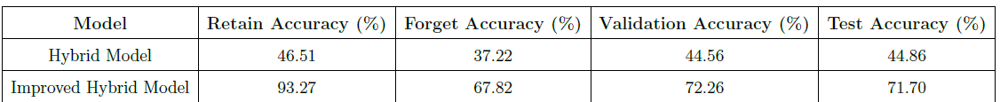 Model Retain Accuracy (%) Forget Accuracy (%) Validation Accuracy (%) Test Accuracy (%)
Hybrid Model 46.51 37.22 44.56 44.86
Improved Hybrid Model 93.27 67.82 72.26 71.70